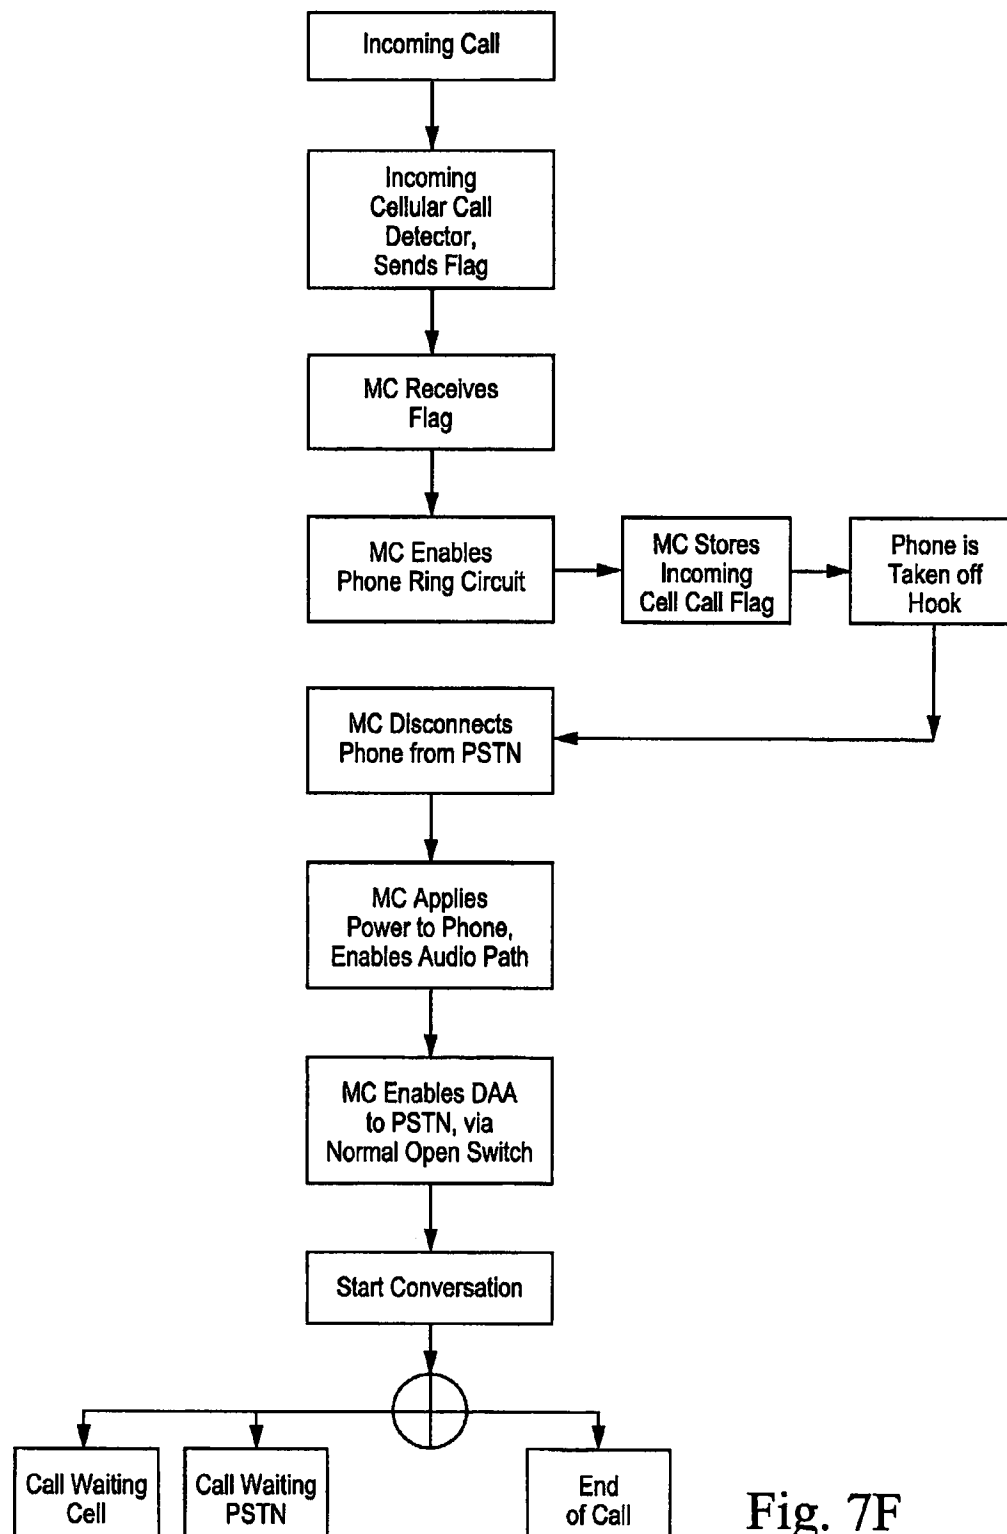 Incoming Call
Incoming
Cellular Call
Detector,
Sends Flag
MC Receives
Flag
MC Enables
Phone Ring Circuit
MC Stores
Incoming
Cell Call Flag
Phone is
Taken off
Hook
MC Disconnects
Phone from PSTN
MC Applies
Power to Phone,
Enables Audio Path
MC Enables DAA
to PSTN, via
Normal Open Switch
Start Conversation
Call Waiting
Cell
Call Waiting
PSTN
End
of Call
Fig. 7F